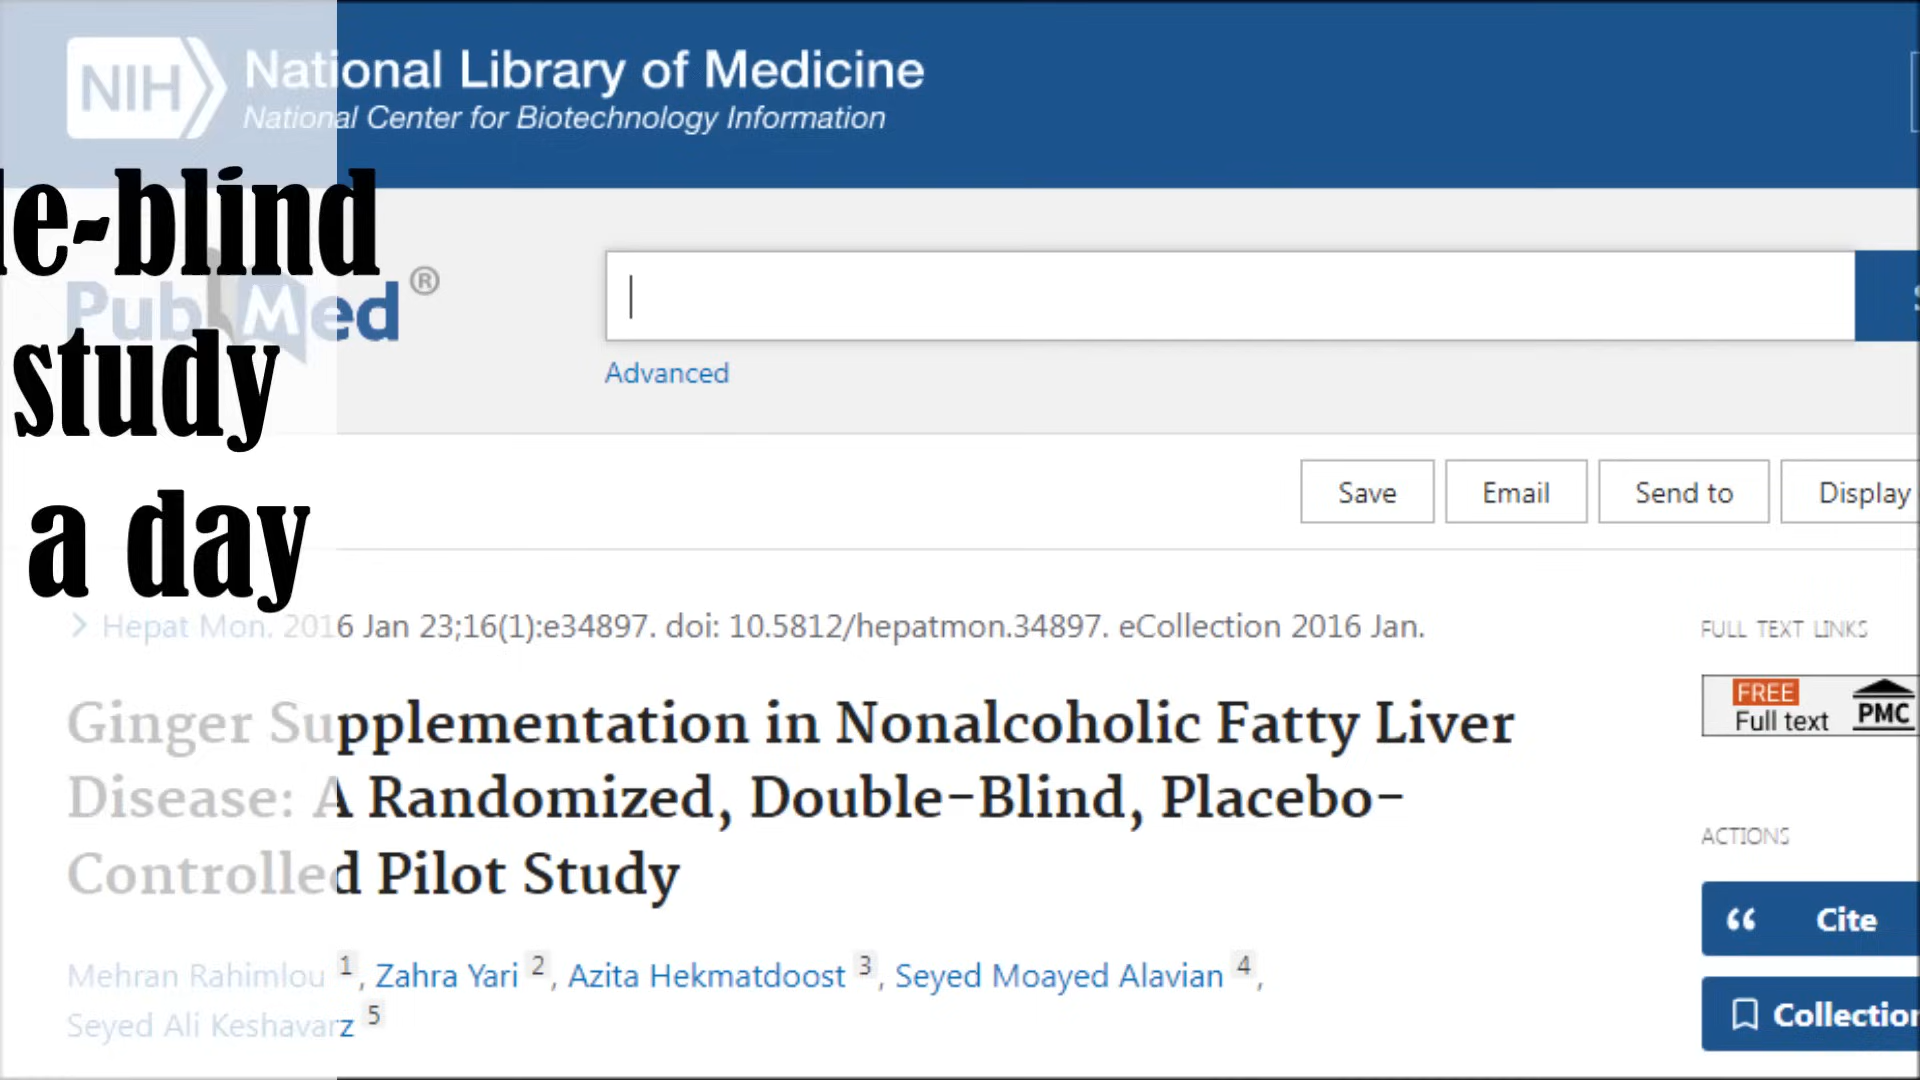 NIH National Library of Medicine
National Center for Biotechnology Information
-blind
PubMed®
study
Advanced
a day
Save Email Send to Display
Hepat Mon. 2016 Jan 23;16(1):e34897. doi: 10.5812/hepatmon.34897. eCollection 2016 Jan.
FULL TEXT LINKS
FREE
Full text PMC
Ginger Supplementation in Nonalcoholic Fatty Liver
Disease: A Randomized, Double-Blind, Placebo-
Controlled Pilot Study
ACTIONS
Cite
Mehran Rahimlou 1, Zahra Yari 2, Azita Hekmatdoost 3, Seyed Moayed Alavian 4,
Seyed Ali Keshavarz 5
Collection